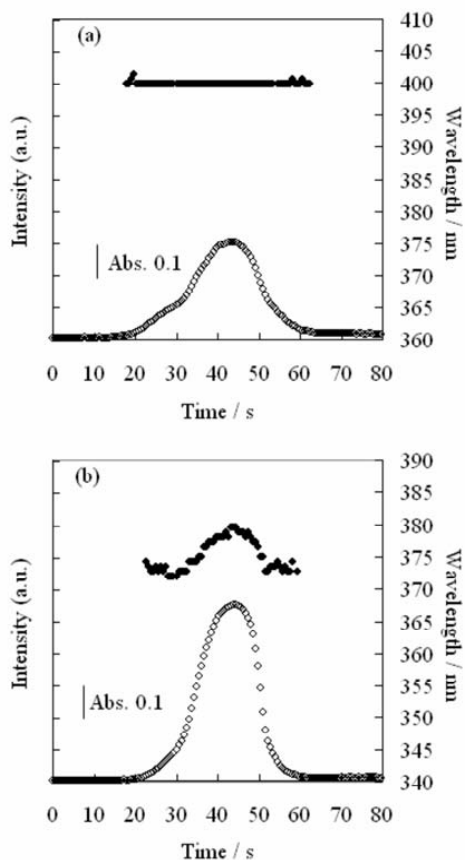 (a)
410
405
400
395
390
385
380
375
370
365
360
Intensity (a.u.)
Wavelength / nm
Abs. 0.1
0 10 20 30 40 50 60 70 80
Time / s
(b)
390
385
380
375
370
365
360
355
350
345
340
Intensity (a.u.)
Wavelength / nm
Abs. 0.1
0 10 20 30 40 50 60 70 80
Time / s